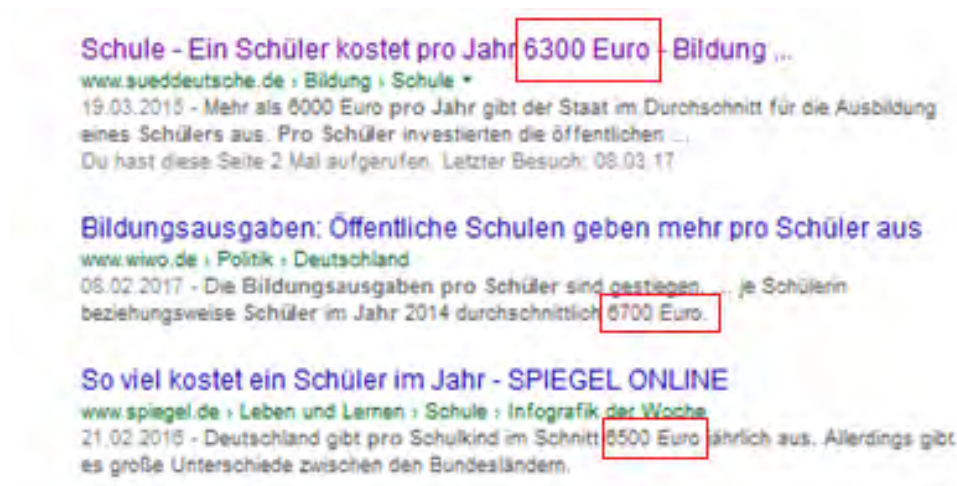 Schule - Ein Schüler kostet pro Jahr 6300 Euro - Bildung ...
www.sueddeutsche.de › Bildung › Schule ▾
19.03.2015 - Mehr als 6000 Euro pro Jahr gibt der Staat im Durchschnitt für die Ausbildung
eines Schülers aus. Pro Schüler investierten die öffentlichen ...
Du hast diese Seite 2 Mal aufgerufen. Letzter Besuch: 08.03.17
Bildungsausgaben: Öffentliche Schulen geben mehr pro Schüler aus
www.wiwo.de › Politik › Deutschland
08.02.2017 - Die Bildungsausgaben pro Schüler sind gestiegen. ... je Schülerin
beziehungsweise Schüler im Jahr 2014 durchschnittlich 6700 Euro.
So viel kostet ein Schüler im Jahr - SPIEGEL ONLINE
www.spiegel.de › Leben und Lernen › Schule › Infografik der Woche
21.02.2016 - Deutschland gibt pro Schulkind im Schnitt 6500 Euro jährlich aus. Allerdings gibt
es große Unterschiede zwischen den Bundesländern.